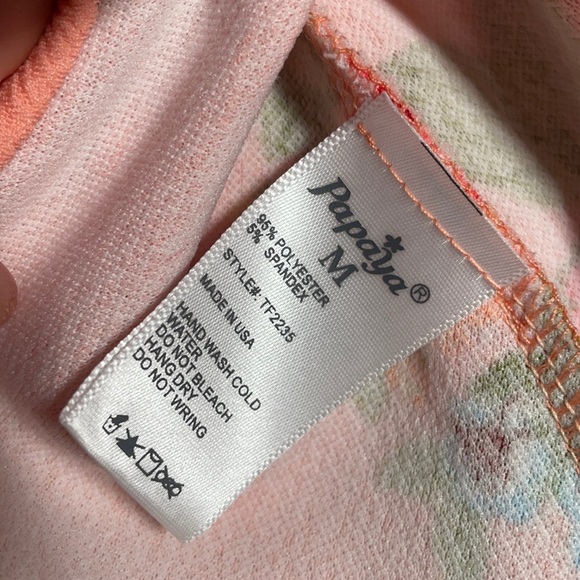 Papaya®
M
95% POLYESTER
5% SPANDEX
STYLE#: TF2235
MADE IN USA
HAND WASH COLD
WATER
DO NOT BLEACH
HANG DRY
DO NOT WRING